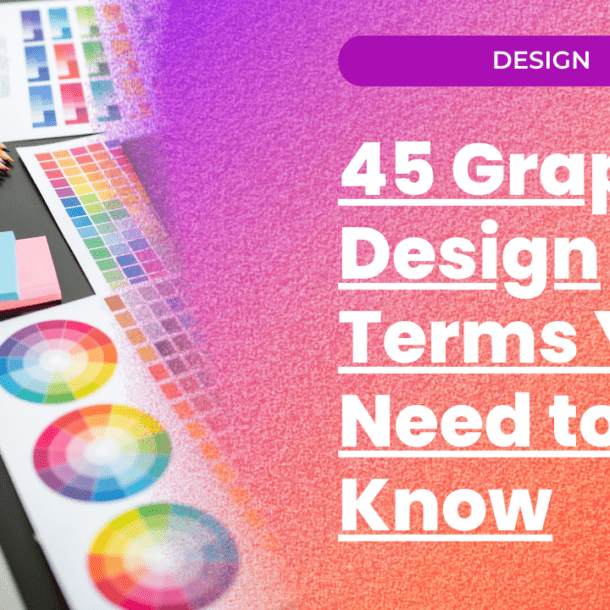 DESIGN
45 Grap
Design
Terms Y
Need to
Know